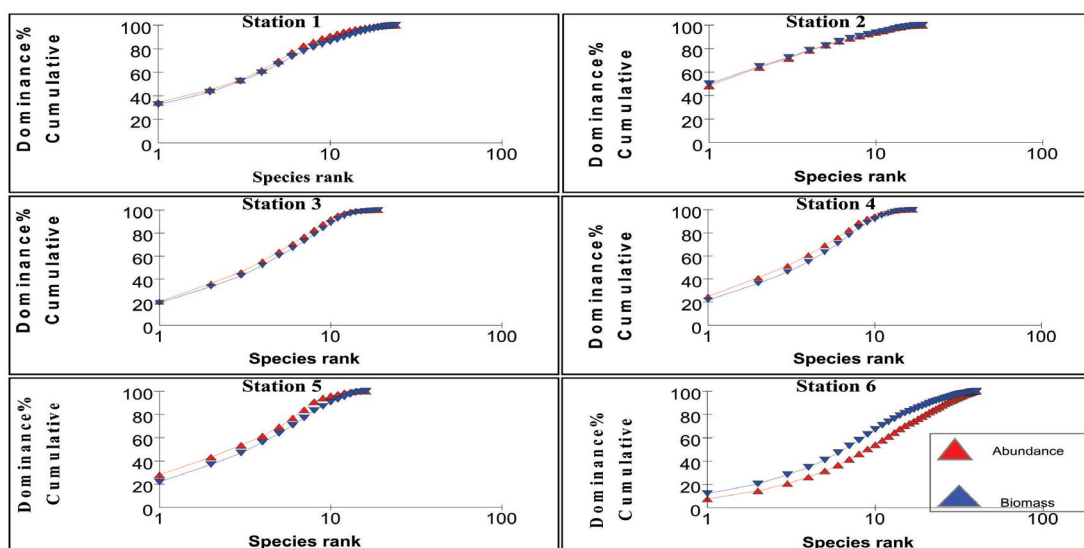 Station 1
Dominance%
Cumulative
100
80
60
40
20
0
1
10
100
Species rank
Station 2
Dominance%
Cumulative
100
80
60
40
20
0
1
10
100
Species rank
Station 3
Dominance%
Cumulative
100
80
60
40
20
0
1
10
100
Species rank
Station 4
Dominance%
Cumulative
100
80
60
40
20
0
1
10
100
Species rank
Station 5
Dominance%
Cumulative
100
80
60
40
20
0
1
10
100
Species rank
Station 6
Dominance%
Cumulative
100
80
60
40
20
0
1
10
100
Species rank
Abundance
Biomass